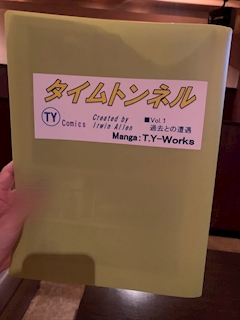 タイムトンネル
TY Comics
Created by
Irwin Allen
■Vol.1
過去との遭遇
Manga:T.Y-Works